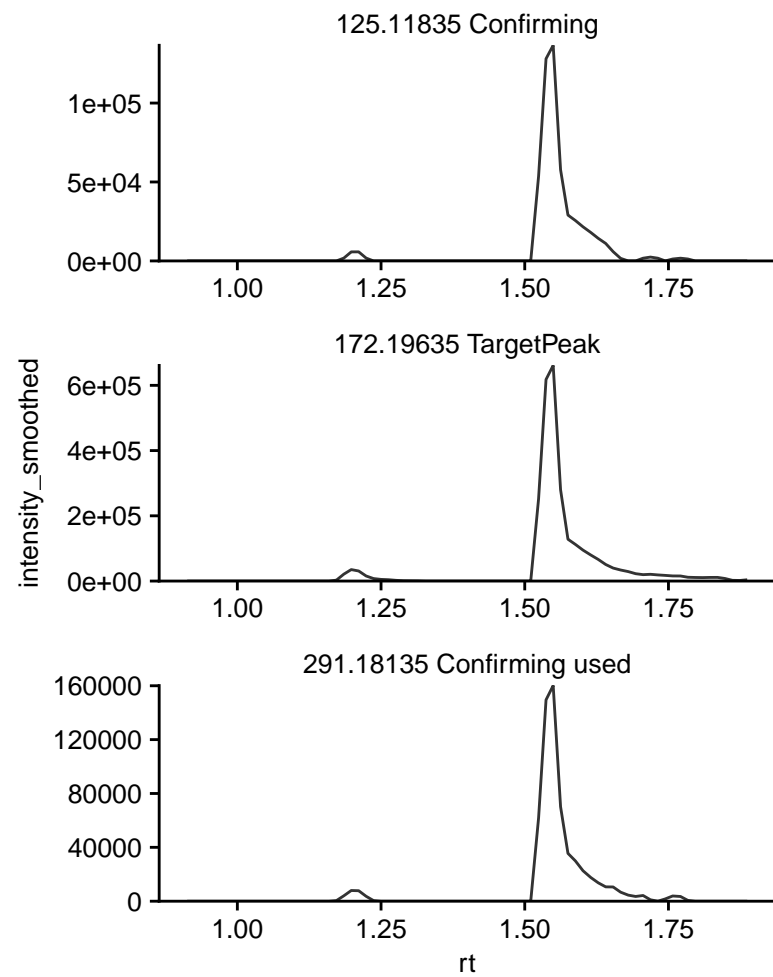 125.11835 Confirming
1e+05
5e+04
0e+00
1.00 1.25 1.50 1.75
172.19635 TargetPeak
6e+05
4e+05
2e+05
0e+00
1.00 1.25 1.50 1.75
291.18135 Confirming used
160000
120000
80000
40000
0
1.00 1.25 1.50 1.75
intensity_smoothed
rt